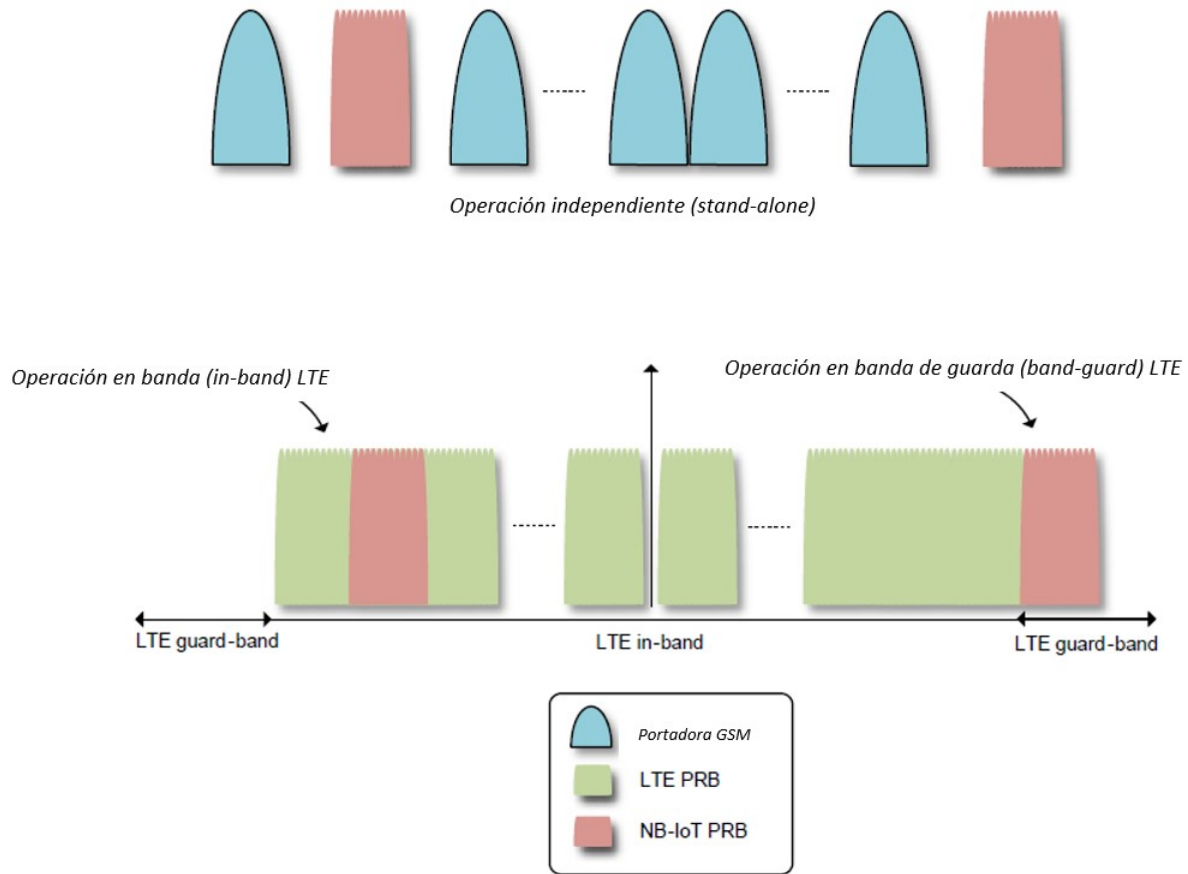 Operación independiente (stand-alone)
Operación en banda (in-band) LTE
Operación en banda de guarda (band-guard) LTE
LTE guard-band
LTE in-band
LTE guard-band
Portadora GSM
LTE PRB
NB-IoT PRB